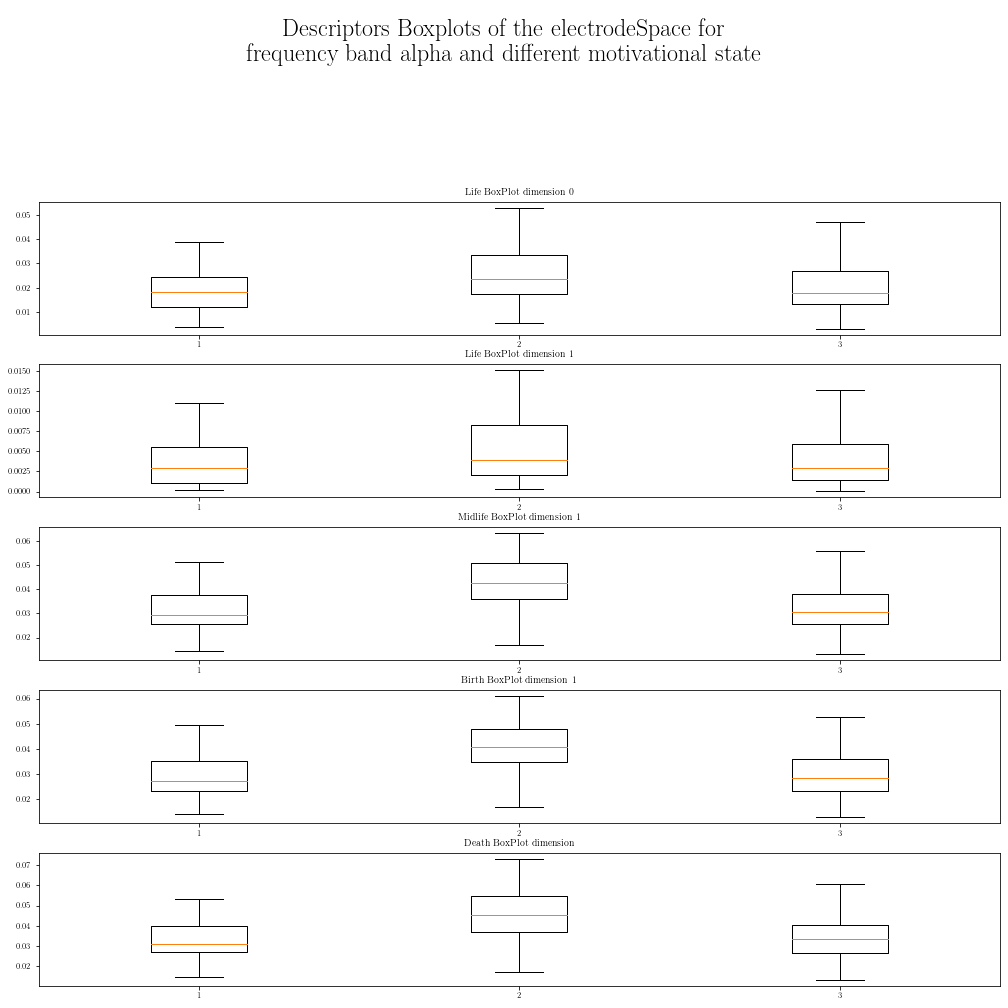 Descriptors Boxplots of the electrodeSpace for
frequency band alpha and different motivational state
Life BoxPlot dimension 0
0.05
0.04
0.03
0.02
0.01
1 2 3
Life BoxPlot dimension 1
0.0150
0.0125
0.0100
0.0075
0.0050
0.0025
0.0000
1 2 3
Midlife BoxPlot dimension 1
0.06
0.05
0.04
0.03
0.02
1 2 3
Birth BoxPlot dimension 1
0.06
0.05
0.04
0.03
0.02
1 2 3
Death BoxPlot dimension
0.07
0.06
0.05
0.04
0.03
0.02
1 2 3